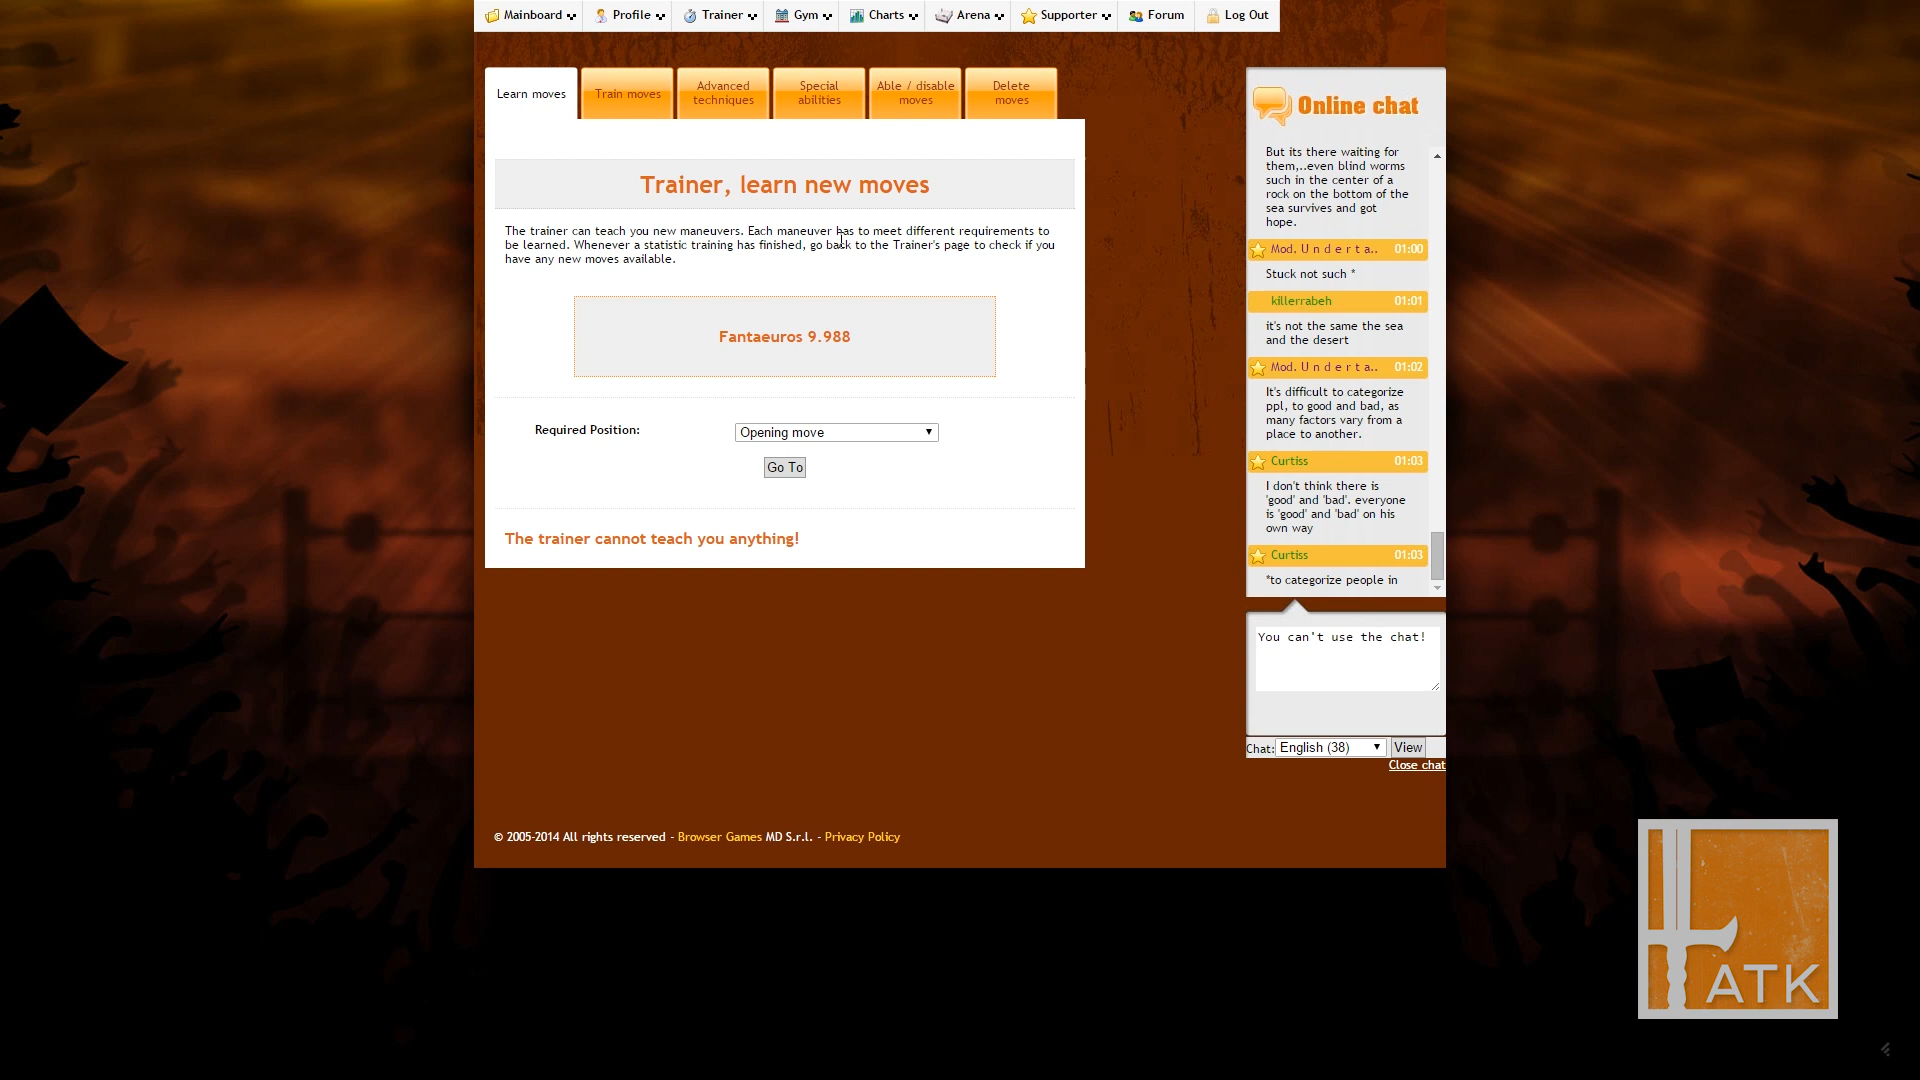 Mainboard Profile Trainer Gym Charts Arena Supporter Forum Log Out
Learn moves
Train moves
Advanced
techniques
Special
abilities
Able / disable
moves
Delete
moves
Trainer, learn new moves
The trainer can teach you new maneuvers. Each maneuver has to meet different requirements to
be learned. Whenever a statistic training has finished, go back to the Trainer's page to check if you
have any new moves available.
Fantaeuros 9.988
Required Position: Opening move
Go To
The trainer cannot teach you anything!
Online chat
But its there waiting for
them,..even blind worms
such in the center of a
rock on the bottom of the
sea survives and got
hope.
Mod. U n d e r t a.. 01:00
Stuck not such *
killerrabeh 01:01
it's not the same the sea
and the desert
Mod. U n d e r t a.. 01:02
It's difficult to categorize
ppl, to good and bad, as
many factors vary from a
place to another.
Curtiss 01:03
I don't think there is
'good' and 'bad'. everyone
is 'good' and 'bad' on his
own way
Curtiss 01:03
*to categorize people in
You can't use the chat!
Chat: English (38) View
Close chat
© 2005-2014 All rights reserved - Browser Games MD S.r.l. - Privacy Policy
ATK